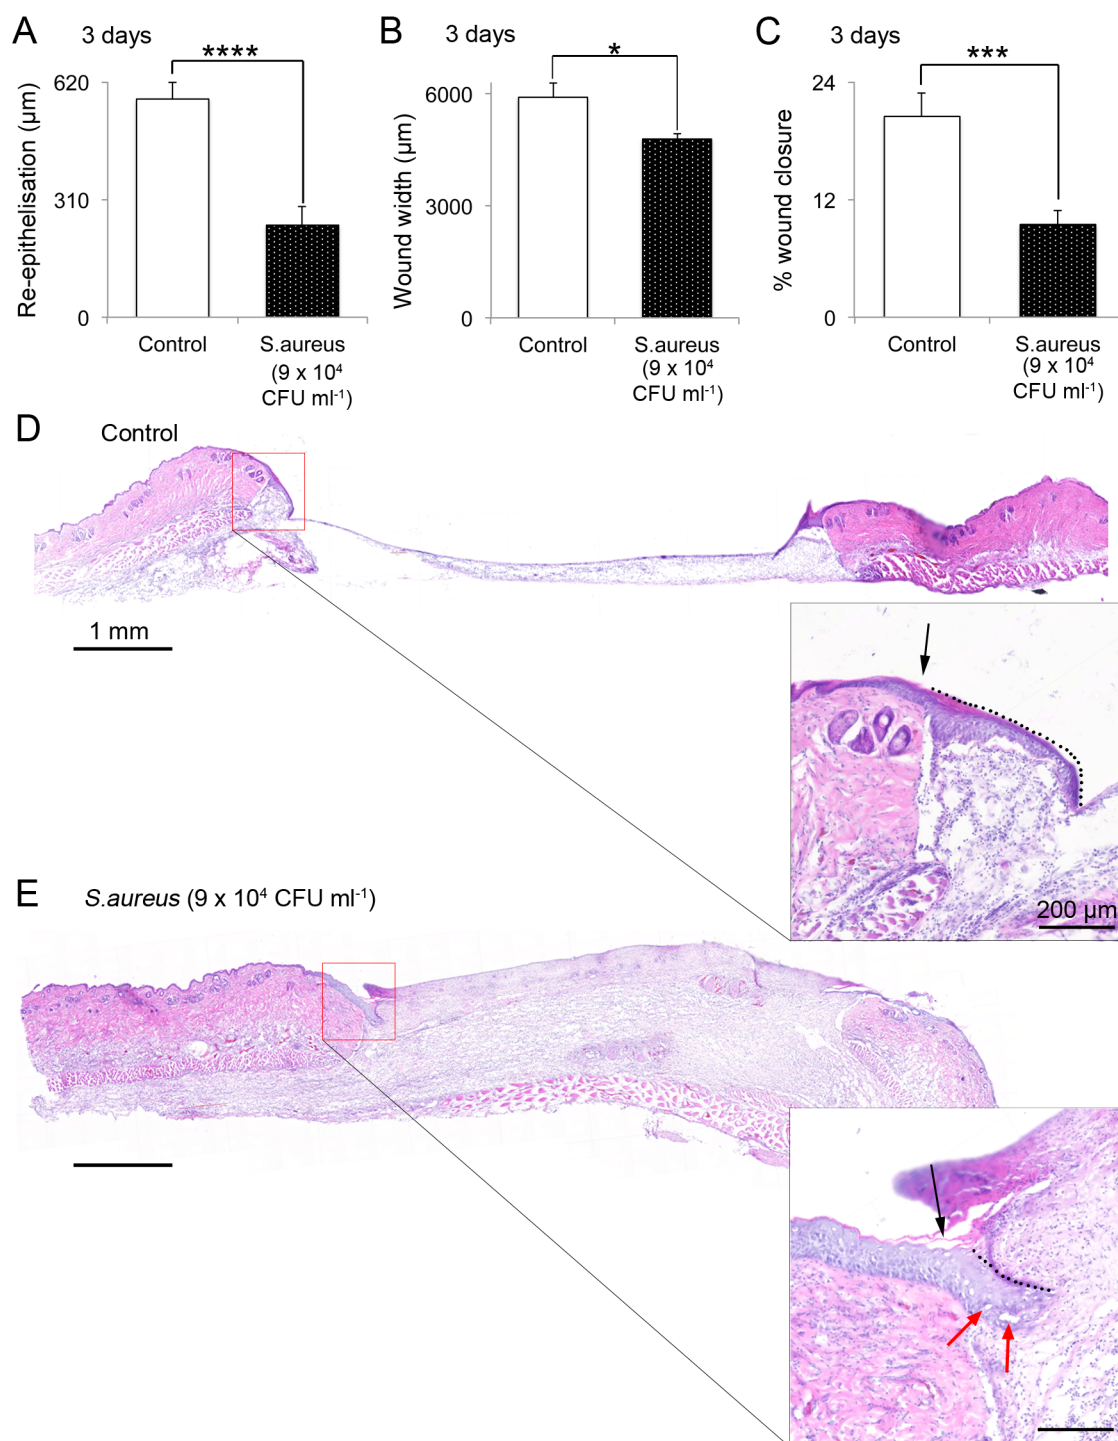 A
3 days
****
620
310
0
Re-epithelisation (µm)
Control
S.aureus
(9 x 10⁴
CFU ml⁻¹)
B
3 days
*
6000
3000
0
Wound width (µm)
Control
S.aureus
(9 x 10⁴
CFU ml⁻¹)
C
3 days
***
24
12
0
% wound closure
Control
S.aureus
(9 x 10⁴
CFU ml⁻¹)
D
Control
1 mm
200 µm
E
S.aureus (9 x 10⁴ CFU ml⁻¹)